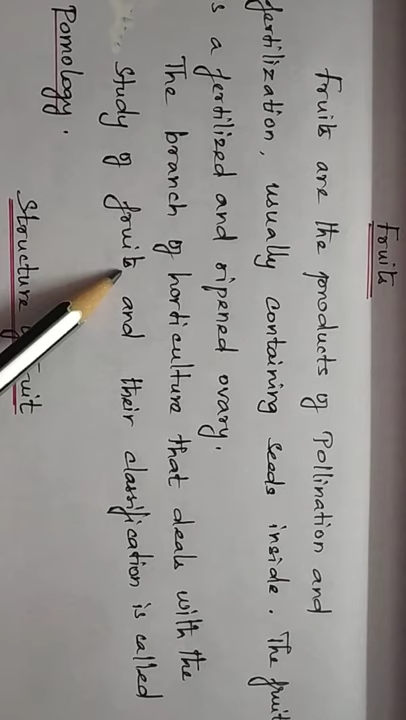 Fruits
Fruits are the products of Pollination and
fertilization, usually containing seeds inside. The fruit
s a fertilized and ripened ovary.
The branch of horticulture that deals with the
study of fruits and their classification is called
Pomology.
Structure